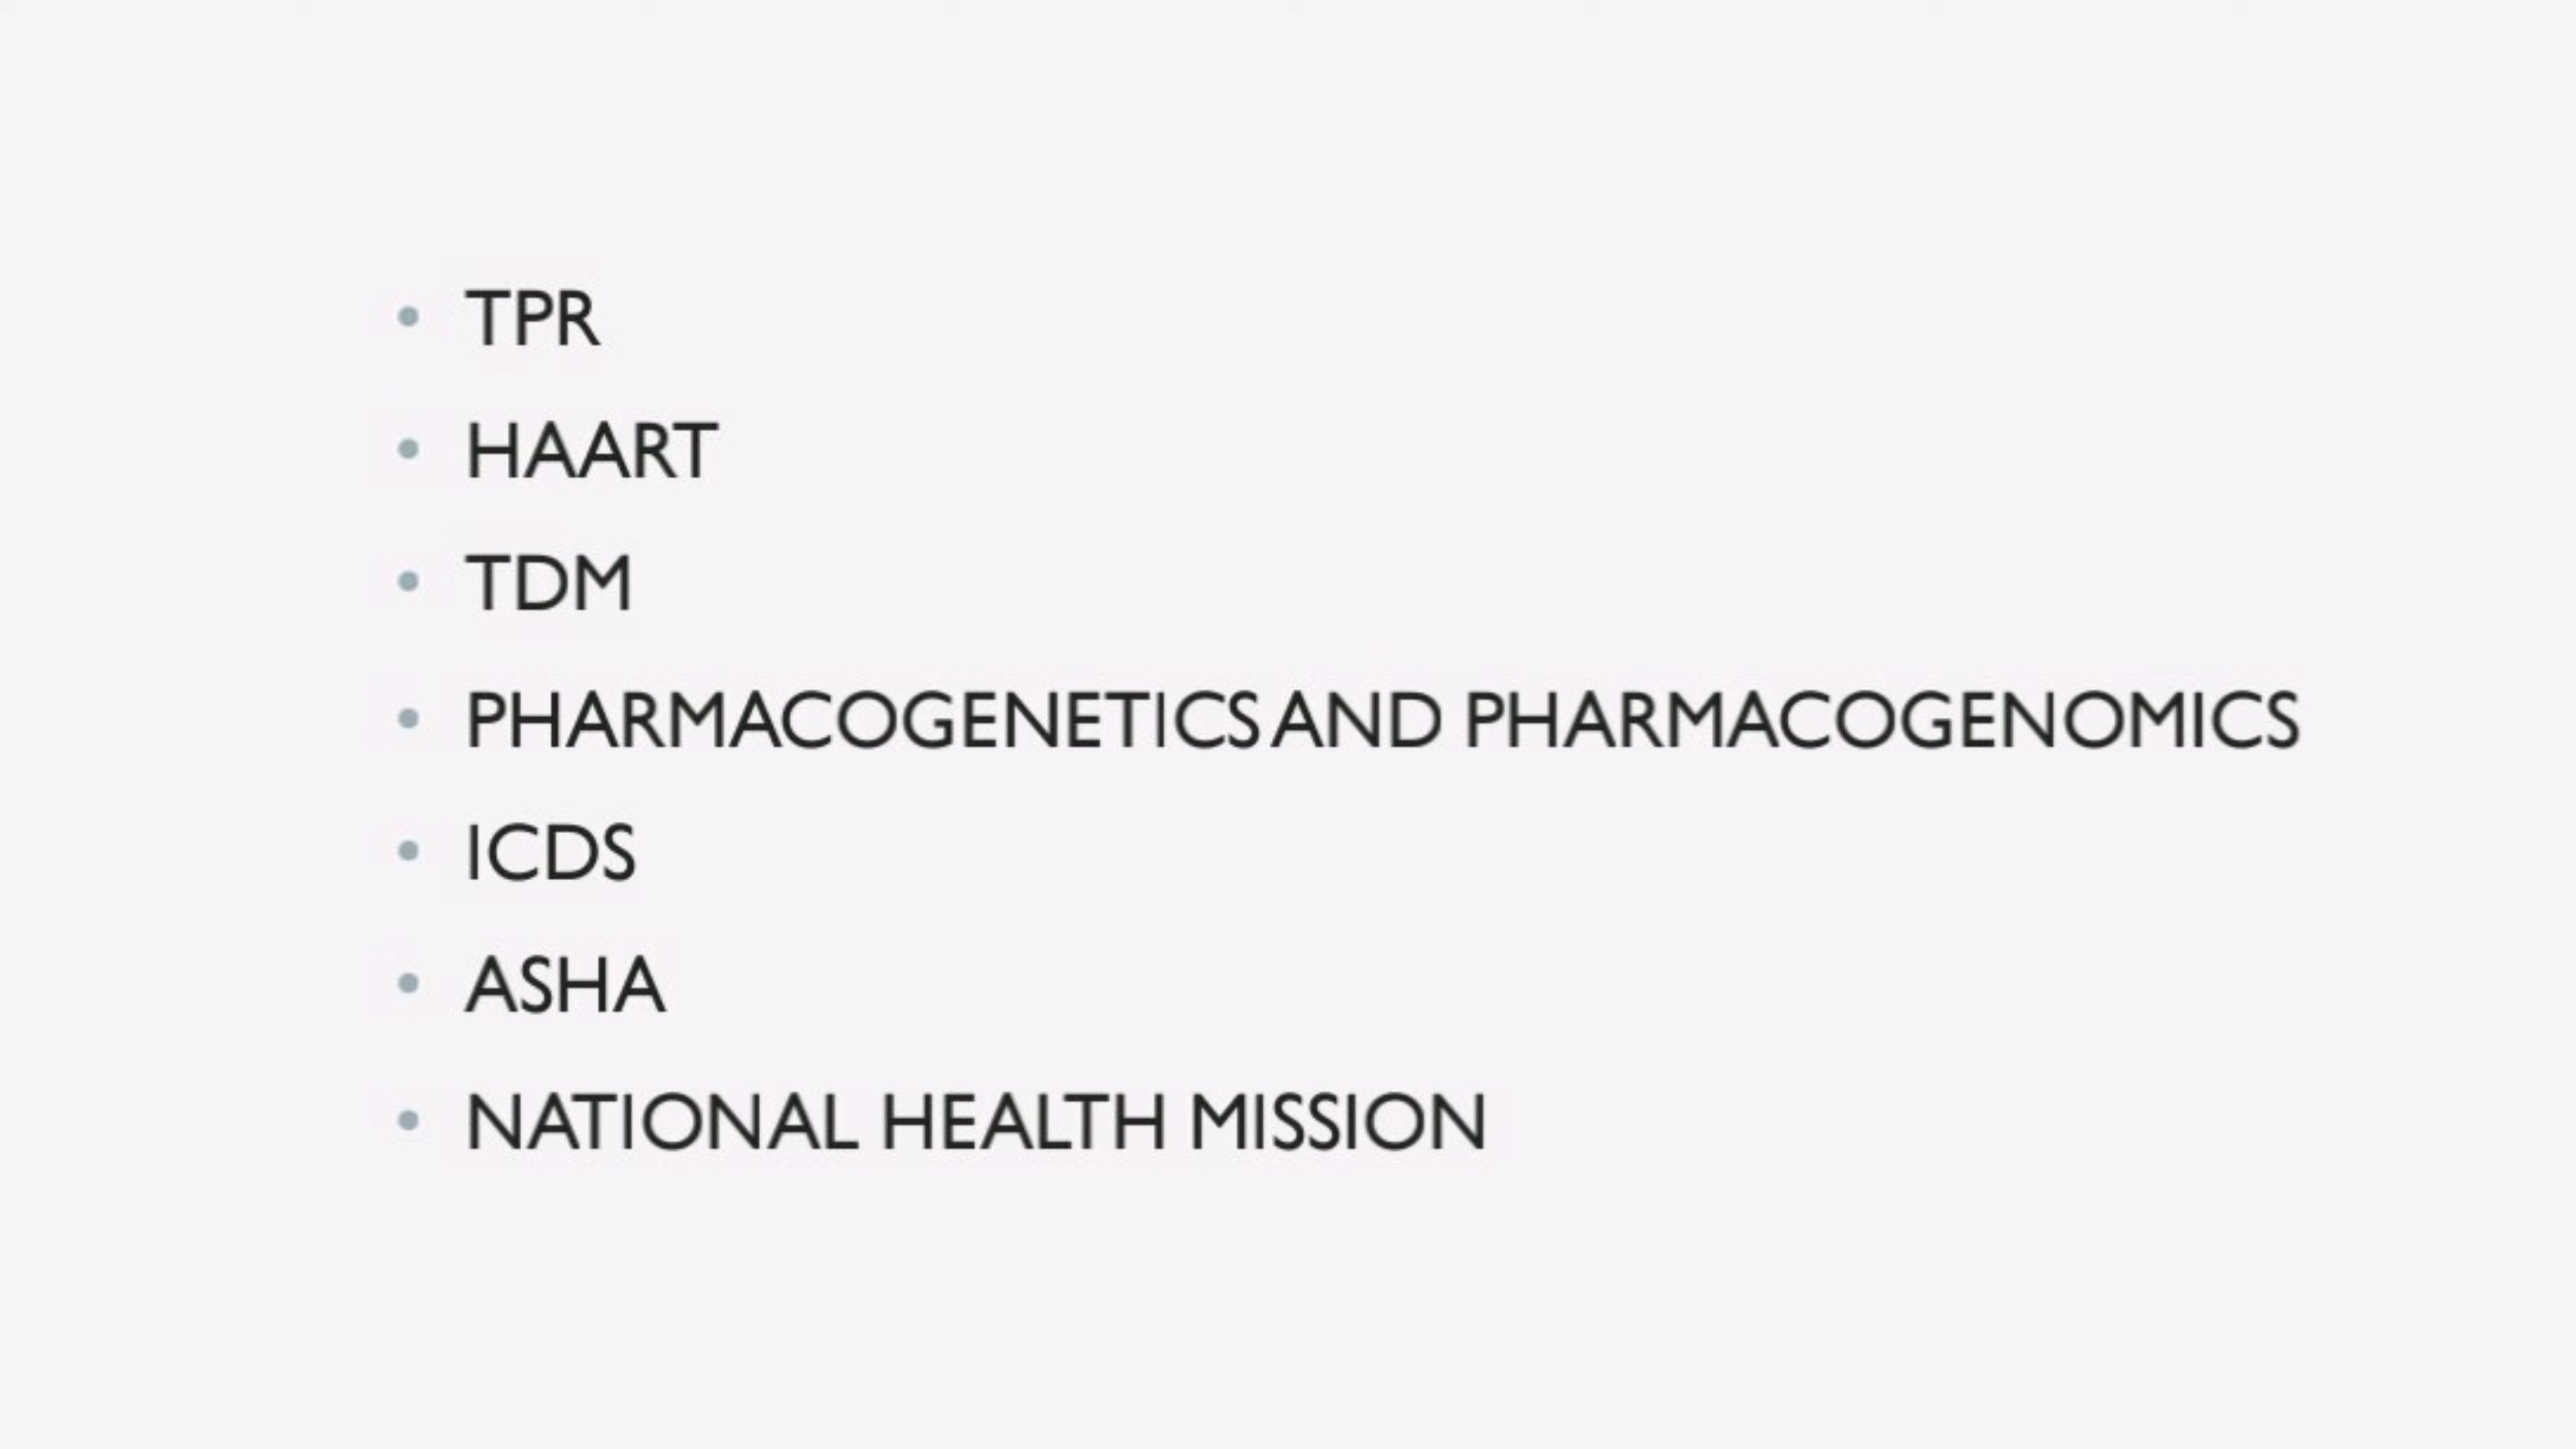 • TPR
• HAART
• TDM
• PHARMACOGENETICS AND PHARMACOGENOMICS
• ICDS
• ASHA
• NATIONAL HEALTH MISSION